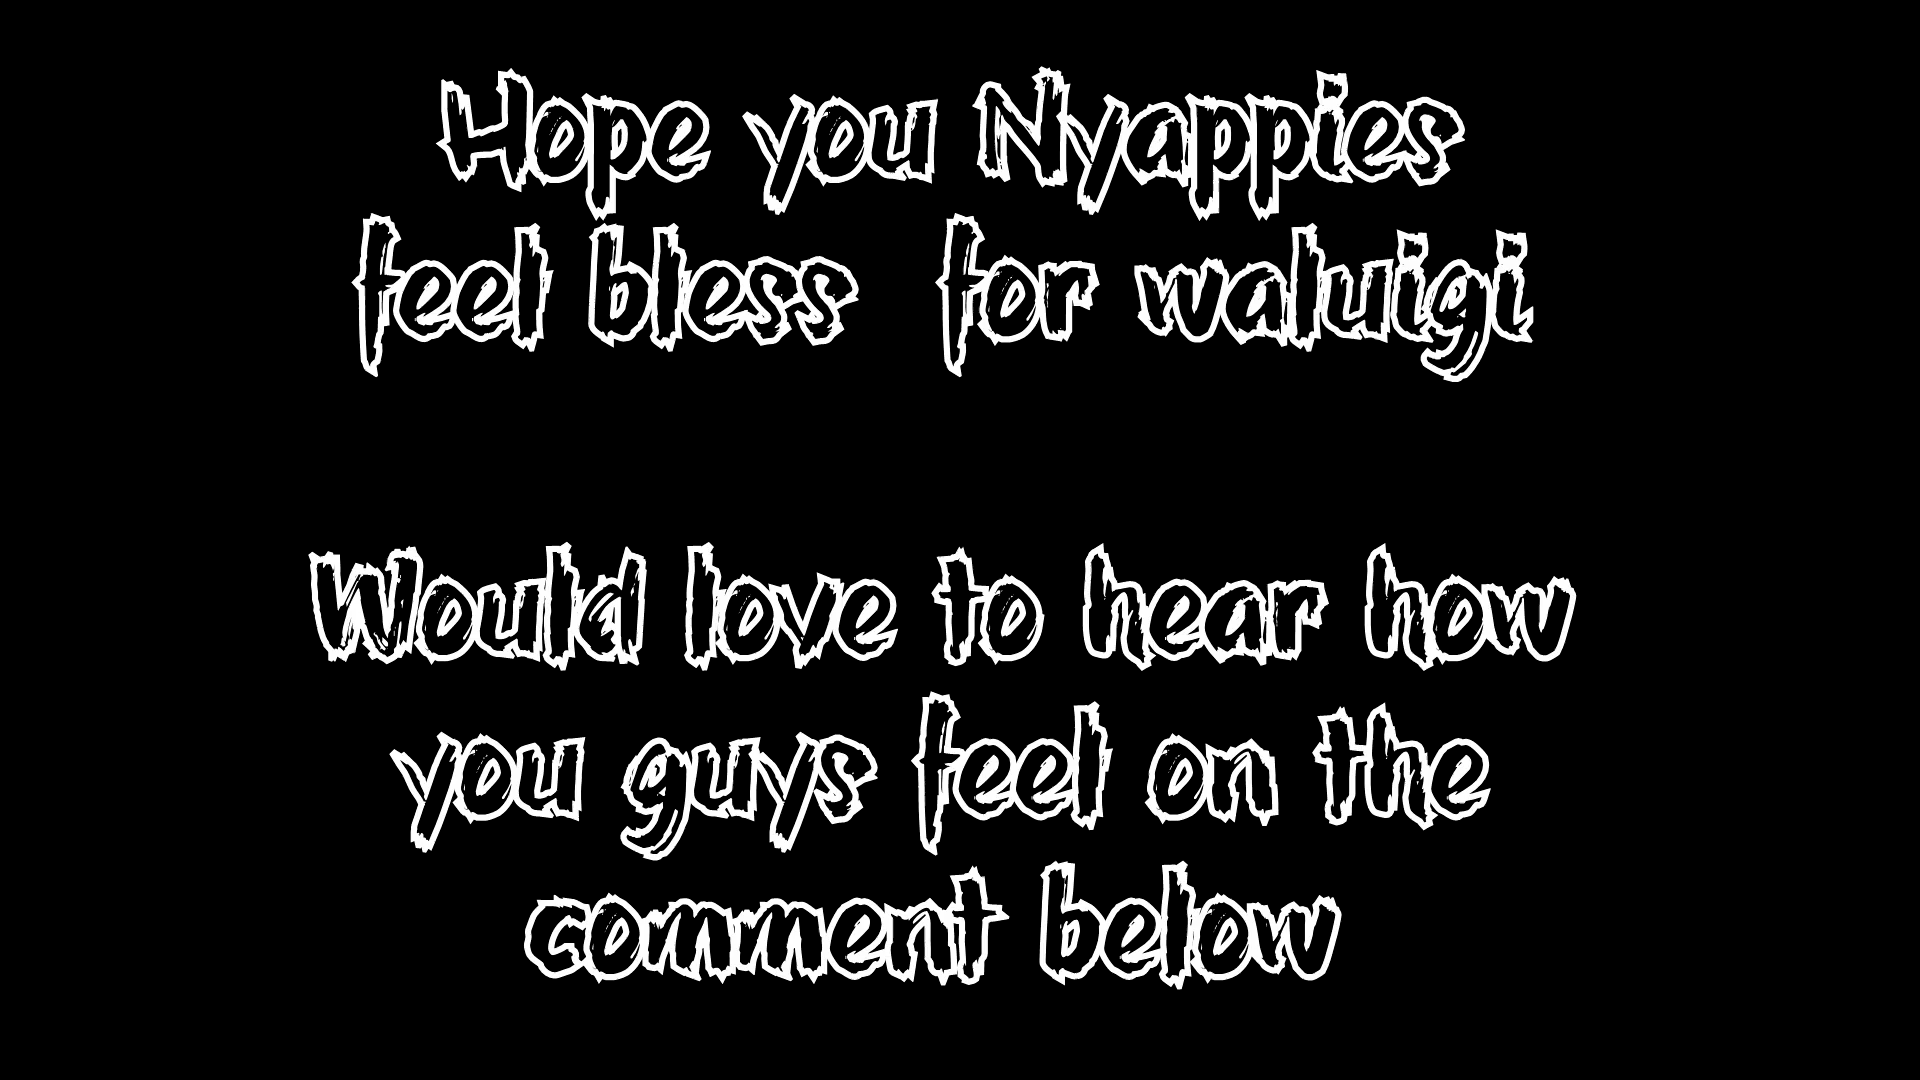 Hope you Nyappies
feel bless for waluigi
Would love to hear how
you guys feel on the
comment below